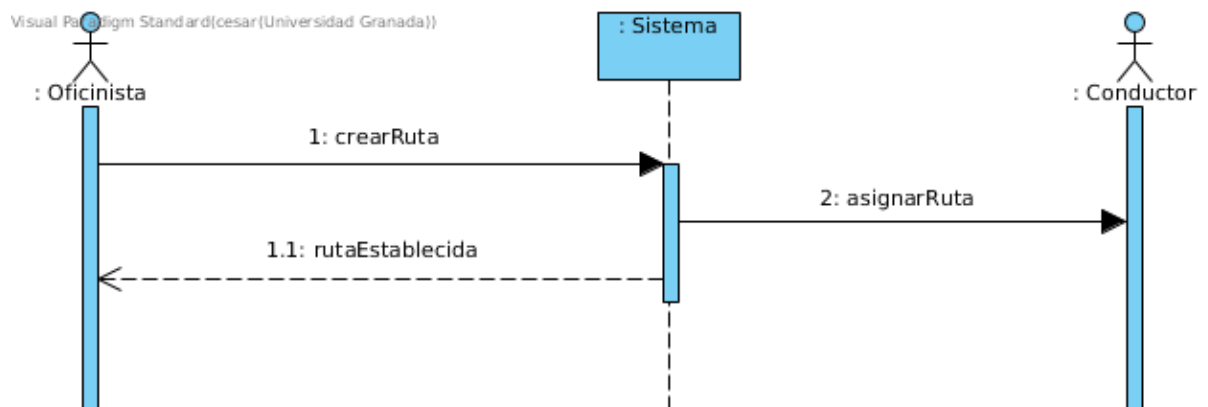 Visual Paradigm Standard(cesar(Universidad Granada))
: Sistema
: Oficinista
: Conductor
1: crearRuta
2: asignarRuta
1.1: rutaEstablecida